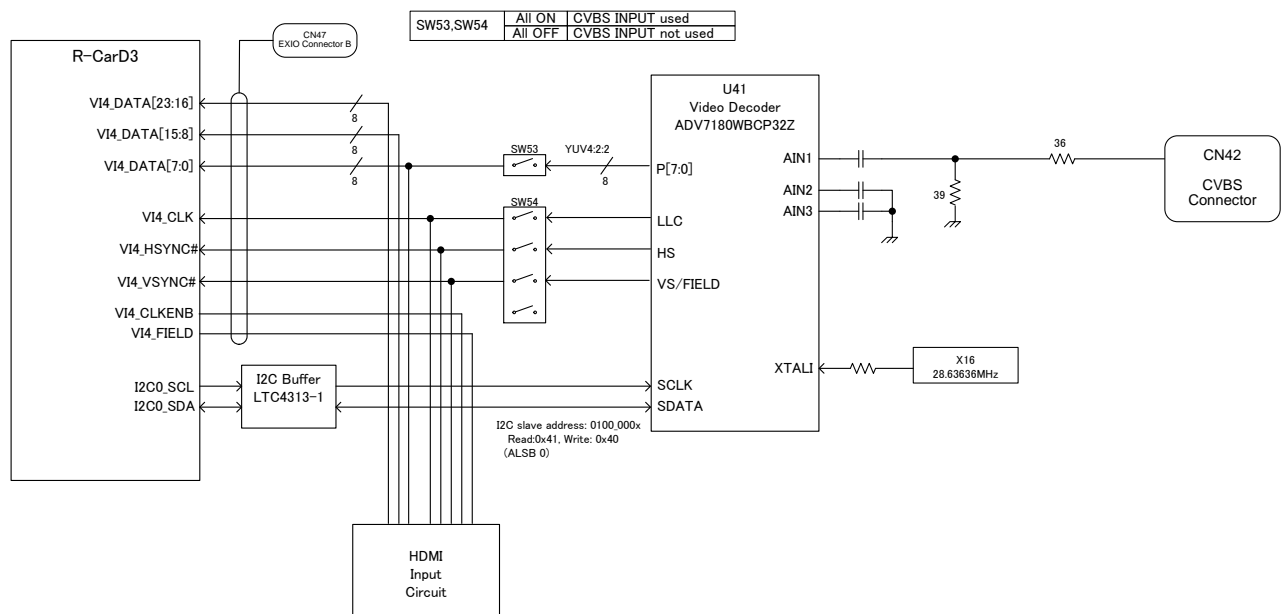 SW53,SW54
All ON
CVBS INPUT used
All OFF
CVBS INPUT not used
CN47
EXIO Connector B
R-CarD3
VI4_DATA[23:16]
8
VI4_DATA[15:8]
8
VI4_DATA[7:0]
8
VI4_CLK
VI4_HSYNC#
VI4_VSYNC#
VI4_CLKENB
VI4_FIELD
I2C0_SCL
I2C0_SDA
I2C Buffer
LTC4313-1
SW53
YUV4:2:2
8
SW54
U41
Video Decoder
ADV7180WBCP32Z
P[7:0]
LLC
HS
VS/FIELD
SCLK
SDATA
AIN1
AIN2
AIN3
XTALI
36
39
CN42
CVBS
Connector
X16
28.63636MHz
I2C slave address: 0100_000x
Read:0x41, Write: 0x40
(ALSB 0)
HDMI
Input
Circuit